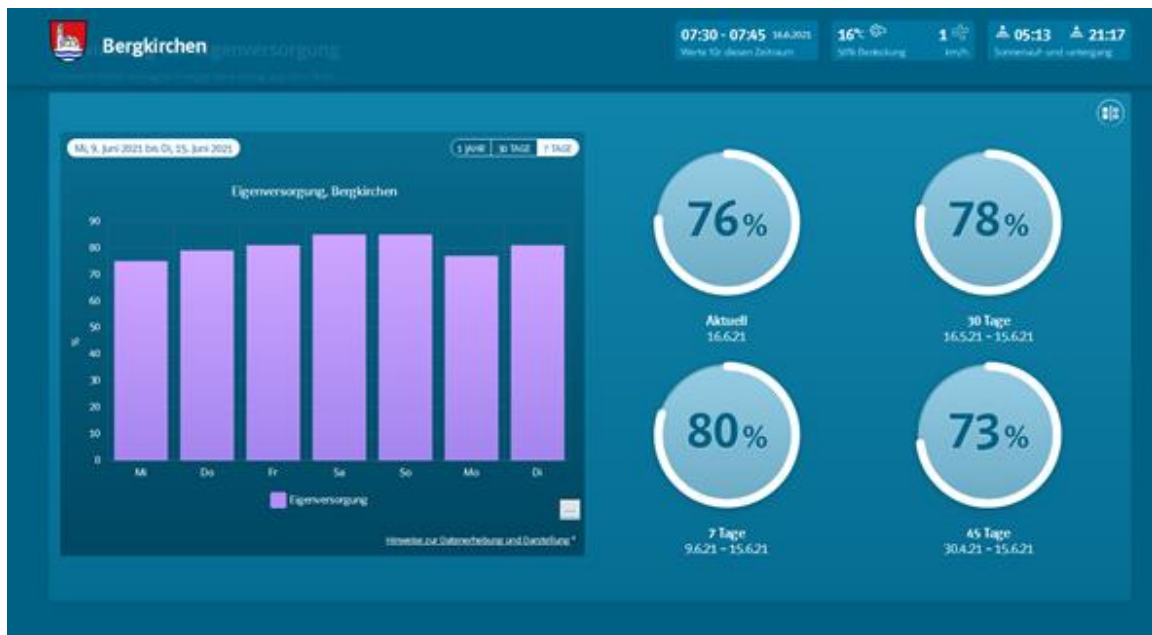 Bergkirchen
07:30 - 07:45 16.6.2021
Werte für diesen Zeitraum
16°C
50% Bedeckung
1
km/h
05:13 21:17
Sonnenauf- und -untergang
Mi, 9. Juni 2021 bis Di, 15. Juni 2021
1 JAHR 30 TAGE 7 TAGE
Eigenversorgung, Bergkirchen
90
80
70
60
50
40
30
20
10
0
%
Mi Do Fr Sa So Mo Di
Eigenversorgung
Hinweise zur Datenerhebung und Darstellung *
76%
Aktuell
16.6.21
78%
30 Tage
16.5.21 – 15.6.21
80%
7 Tage
9.6.21 – 15.6.21
73%
45 Tage
30.4.21 – 15.6.21